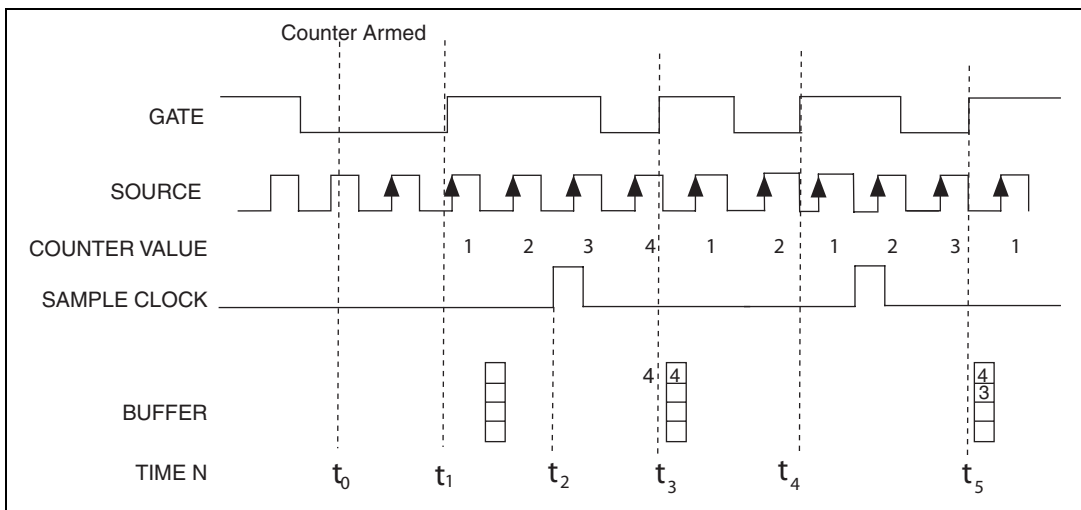 Counter Armed
GATE
SOURCE
COUNTER VALUE 1 2 3 4 1 2 1 2 3 1
SAMPLE CLOCK
4 4 4
3
BUFFER
TIME N t0 t1 t2 t3 t4 t5